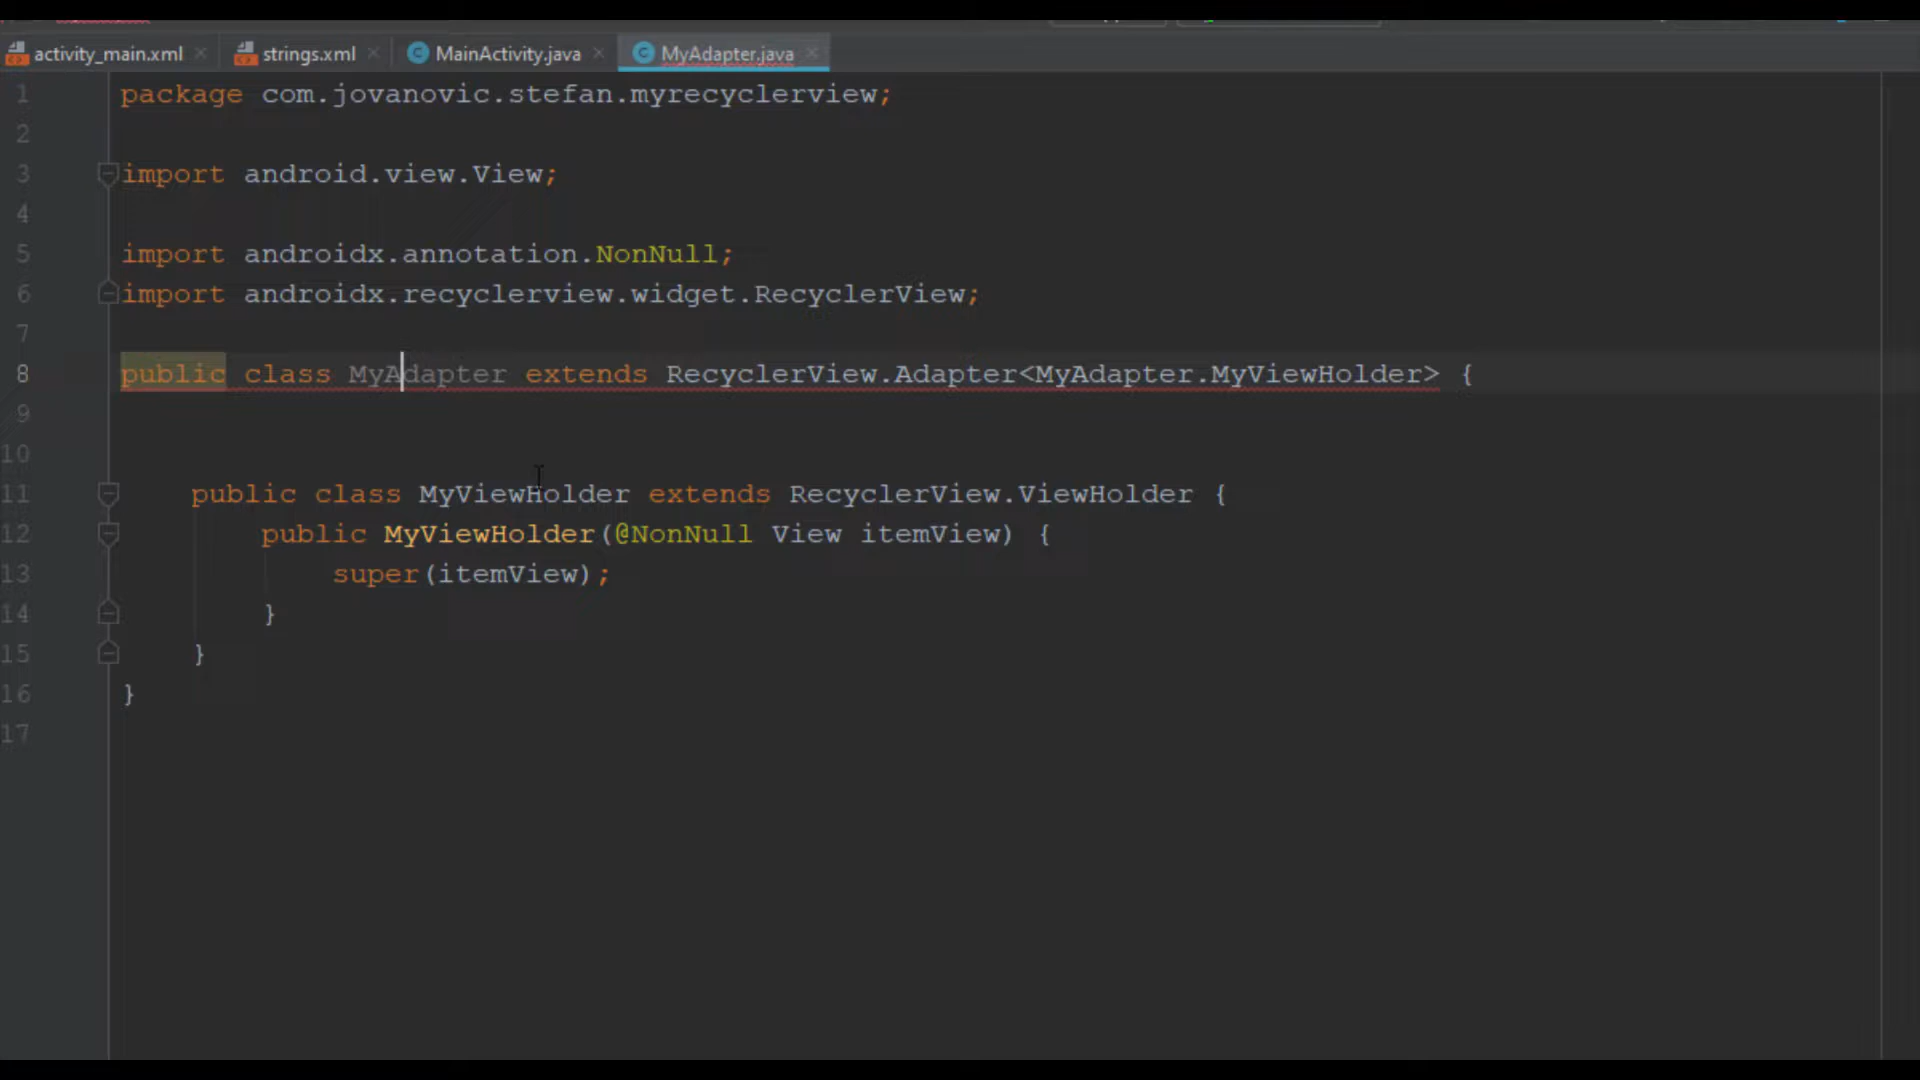 activity_main.xml strings.xml MainActivity.java MyAdapter.java
1 package com.jovanovic.stefan.myrecyclerview;
2
3 import android.view.View;
4
5 import androidx.annotation.NonNull;
6 import androidx.recyclerview.widget.RecyclerView;
7
8 public class MyAdapter extends RecyclerView.Adapter<MyAdapter.MyViewHolder> {
9
10
11 public class MyViewHolder extends RecyclerView.ViewHolder {
12 public MyViewHolder(@NonNull View itemView) {
13 super(itemView);
14 }
15 }
16 }
17